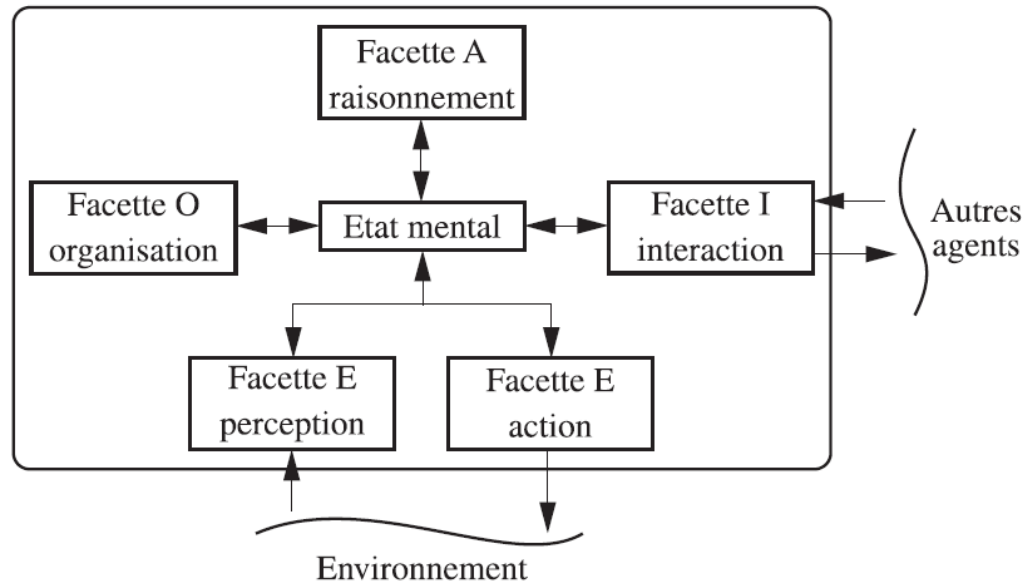 Facette A
raisonnement
Facette O
organisation
Etat mental
Facette I
interaction
Autres
agents
Facette E
perception
Facette E
action
Environnement